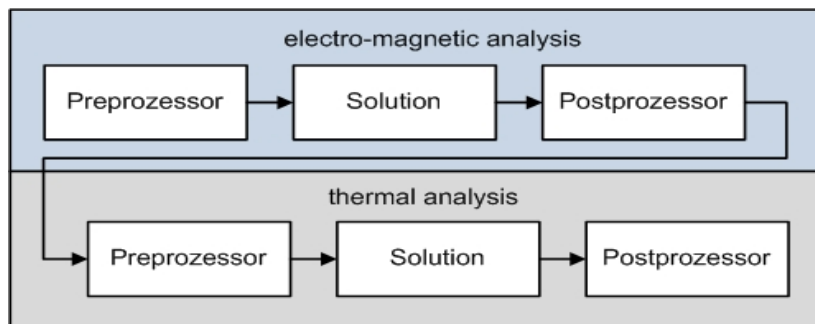 electro-magnetic analysis
Preprozessor
Solution
Postprozessor
thermal analysis
Preprozessor
Solution
Postprozessor